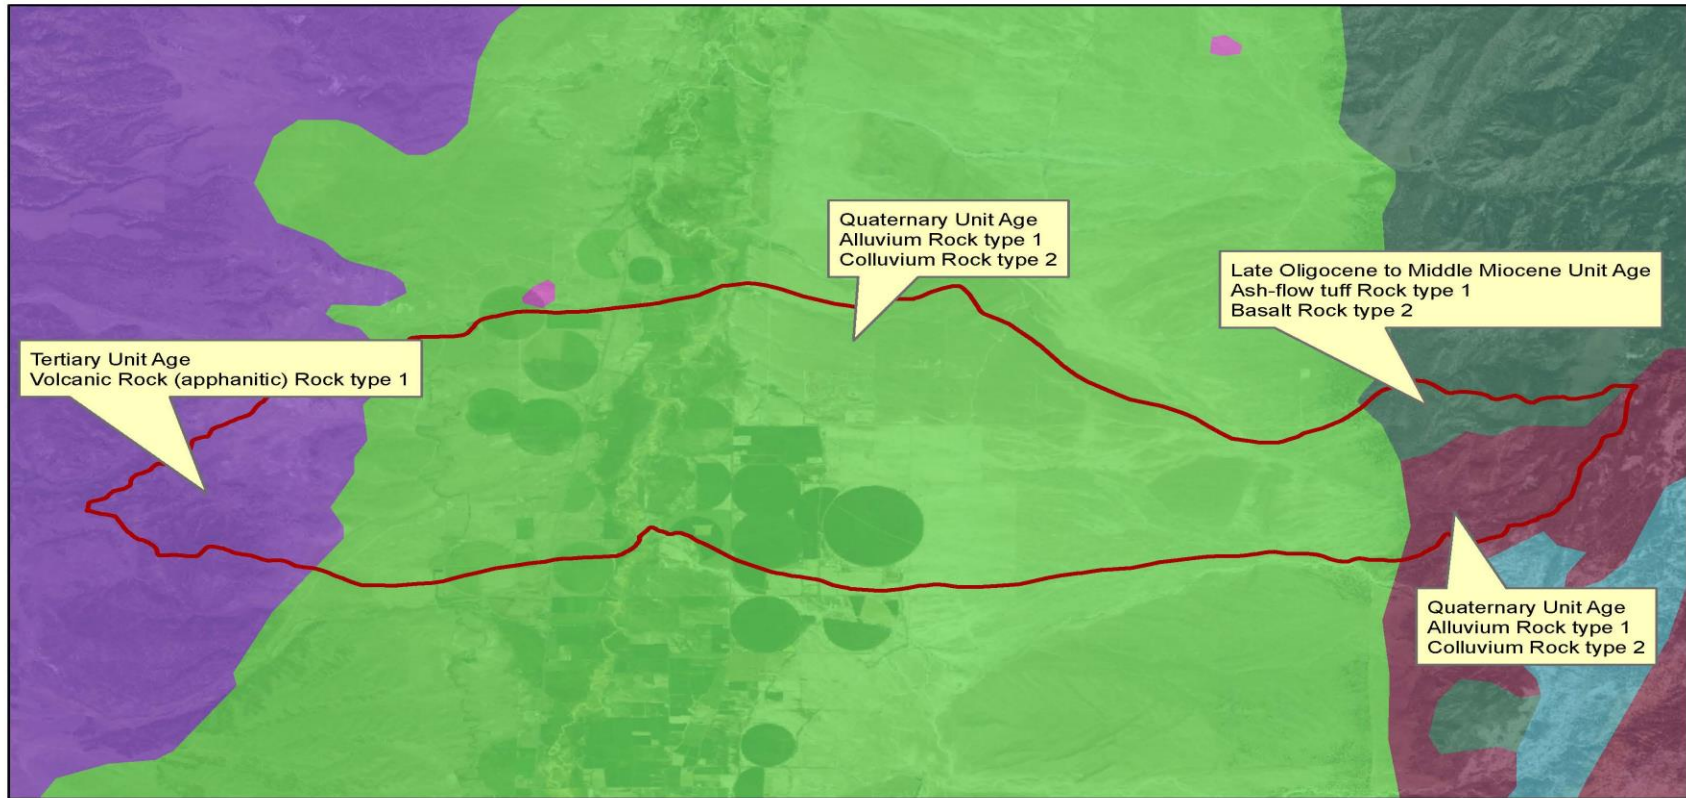 Quaternary Unit Age
Alluvium Rock type 1
Colluvium Rock type 2
Late Oligocene to Middle Miocene Unit Age
Ash-flow tuff Rock type 1
Basalt Rock type 2
Tertiary Unit Age
Volcanic Rock (apphanitic) Rock type 1
Quaternary Unit Age
Alluvium Rock type 1
Colluvium Rock type 2